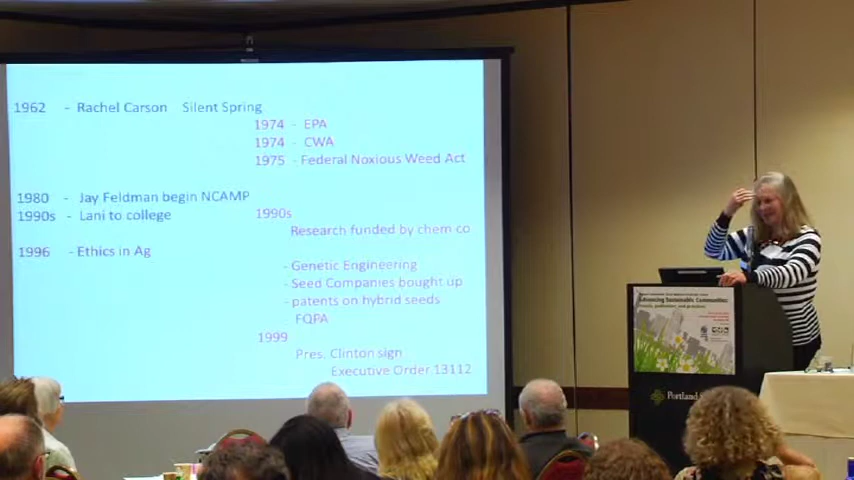 1962 - Rachel Carson Silent Spring
1974 - EPA
1974 - CWA
1975 - Federal Noxious Weed Act
1980 - Jay Feldman begin NCAMP
1990s - Lani to college
1990s
Research funded by chem co
1996 - Ethics in Ag
- Genetic Engineering
- Seed Companies bought up
- patents on hybrid seeds
FQPA
1999
Pres. Clinton sign
Executive Order 13112
Advancing Sustainable Communities:
Portland